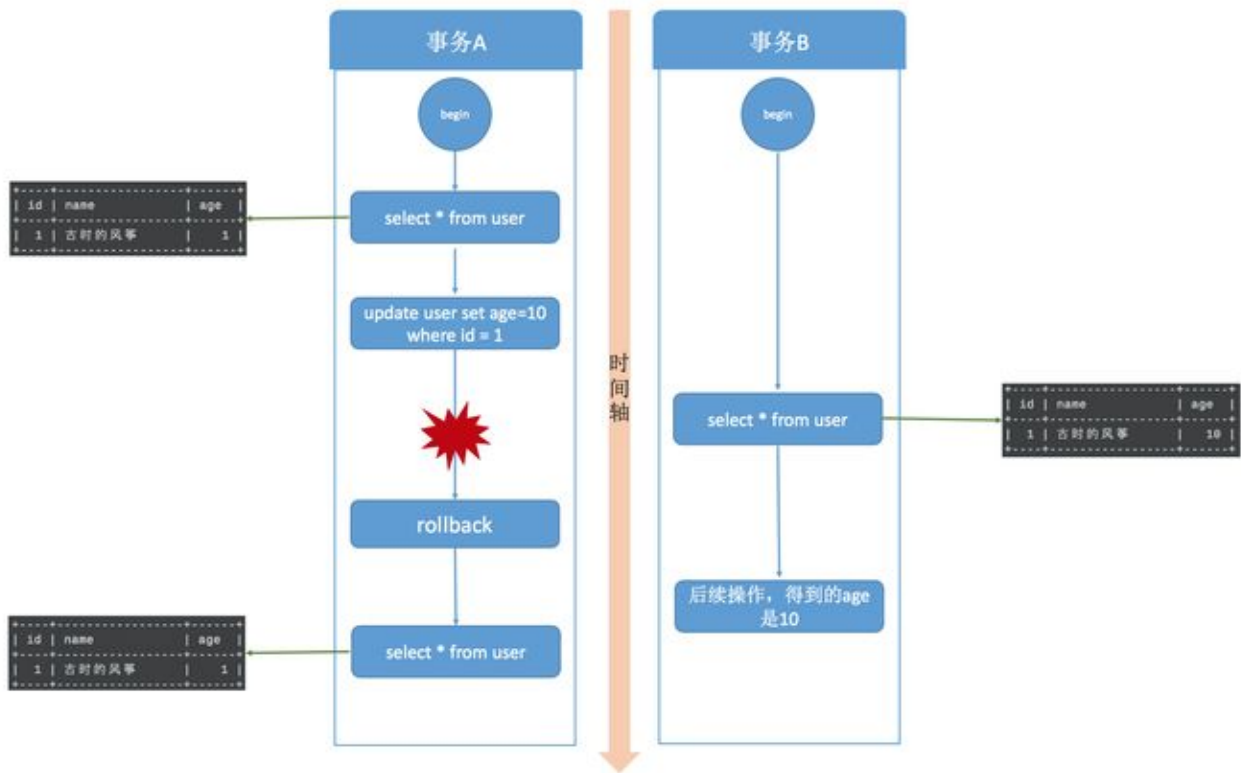 事务A
事务B
begin
begin
+----+------------------+------+
| id | name | age |
+----+------------------+------+
| 1 | 古时的风筝 | 1 |
+----+------------------+------+
select * from user
update user set age=10
where id = 1
时
间
轴
select * from user
+----+------------------+------+
| id | name | age |
+----+------------------+------+
| 1 | 古时的风筝 | 10 |
+----+------------------+------+
rollback
后续操作，得到的age
是10
+----+------------------+------+
| id | name | age |
+----+------------------+------+
| 1 | 古时的风筝 | 1 |
+----+------------------+------+
select * from user